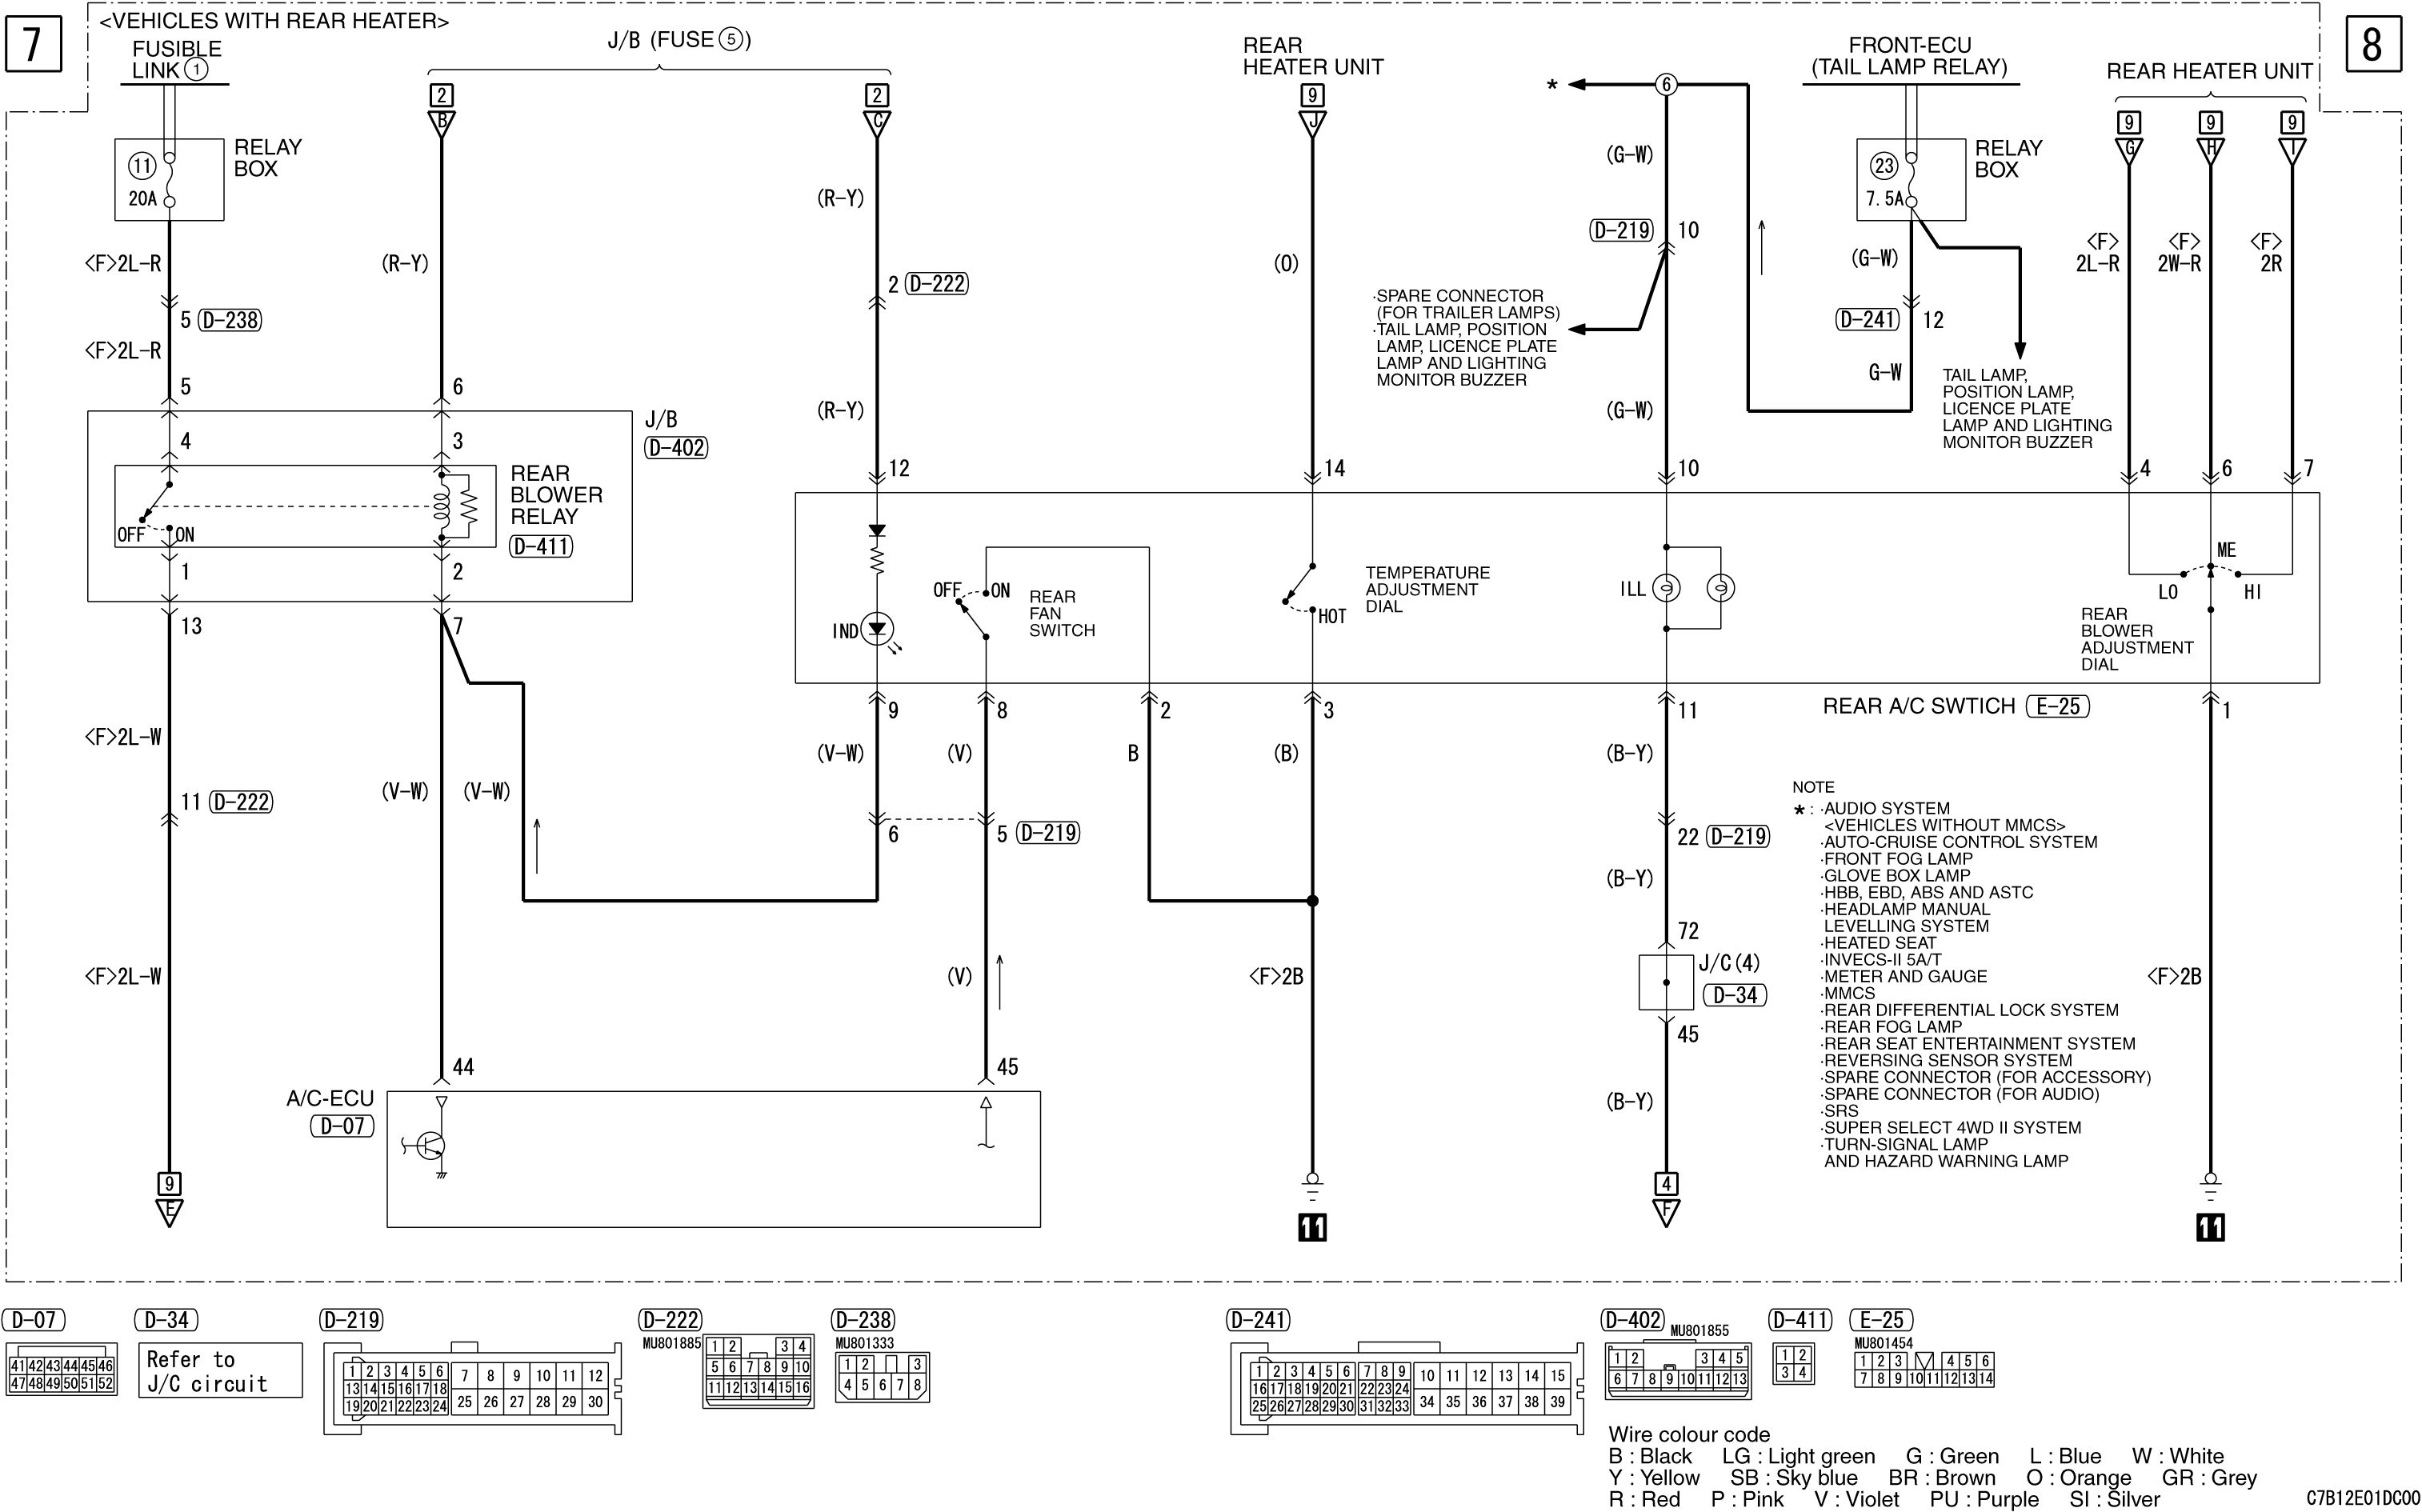 7
<VEHICLES WITH REAR HEATER>
8
FUSIBLE
LINK 1
J/B (FUSE 5)
REAR
HEATER UNIT
FRONT-ECU
(TAIL LAMP RELAY)
REAR HEATER UNIT
2
B
2
C
9
J
*
6
9
G
9
H
9
I
11
20A
RELAY
BOX
23
7.5A
RELAY
BOX
(R-Y)
(G-W)
<F>2L-R
(R-Y)
2 D-222
(O)
D-219 10
(G-W)
<F>
2L-R
<F>
2W-R
<F>
2R
5 D-238
<F>2L-R
·SPARE CONNECTOR
(FOR TRAILER LAMPS)
·TAIL LAMP, POSITION
LAMP, LICENCE PLATE
LAMP AND LIGHTING
MONITOR BUZZER
D-241 12
G-W
TAIL LAMP,
POSITION LAMP,
LICENCE PLATE
LAMP AND LIGHTING
MONITOR BUZZER
5
6
(R-Y)
(G-W)
J/B
D-402
4
3
12
14
10
4
6
7
REAR
BLOWER
RELAY
D-411
OFF
ON
1
2
OFF
ON
REAR
FAN
SWITCH
IND
TEMPERATURE
ADJUSTMENT
DIAL
HOT
ILL
ME
LO
HI
REAR
BLOWER
ADJUSTMENT
DIAL
13
7
9
8
2
3
11
REAR A/C SWTICH E-25
1
<F>2L-W
(V-W)
(V-W)
(V-W)
(V)
B
(B)
(B-Y)
11 D-222
6
5 D-219
22 D-219
(B-Y)
NOTE
* : ·AUDIO SYSTEM
<VEHICLES WITHOUT MMCS>
·AUTO-CRUISE CONTROL SYSTEM
·FRONT FOG LAMP
·GLOVE BOX LAMP
·HBB, EBD, ABS AND ASTC
·HEADLAMP MANUAL
LEVELLING SYSTEM
·HEATED SEAT
·INVECS-II 5A/T
·METER AND GAUGE
·MMCS
·REAR DIFFERENTIAL LOCK SYSTEM
·REAR FOG LAMP
·REAR SEAT ENTERTAINMENT SYSTEM
·REVERSING SENSOR SYSTEM
·SPARE CONNECTOR (FOR ACCESSORY)
·SPARE CONNECTOR (FOR AUDIO)
·SRS
·SUPER SELECT 4WD II SYSTEM
·TURN-SIGNAL LAMP
AND HAZARD WARNING LAMP
72
J/C(4)
D-34
45
<F>2L-W
(V)
<F>2B
<F>2B
44
45
A/C-ECU
D-07
(B-Y)
9
E
11
4
F
11
D-07
41 42 43 44 45 46
47 48 49 50 51 52
D-34
Refer to
J/C circuit
D-219
1 2 3 4 5 6 7 8 9 10 11 12
13 14 15 16 17 18
19 20 21 22 23 24 25 26 27 28 29 30
D-222
MU801885
1 2 3 4
5 6 7 8 9 10
11 12 13 14 15 16
D-238
MU801333
1 2 3
4 5 6 7 8
D-241
1 2 3 4 5 6 7 8 9 10 11 12 13 14 15
16 17 18 19 20 21 22 23 24
25 26 27 28 29 30 31 32 33 34 35 36 37 38 39
D-402
MU801855
1 2 3 4 5
6 7 8 9 10 11 12 13
D-411
1 2
3 4
E-25
MU801454
1 2 3 4 5 6
7 8 9 10 11 12 13 14
Wire colour code
B : Black LG : Light green G : Green L : Blue W : White
Y : Yellow SB : Sky blue BR : Brown O : Orange GR : Grey
R : Red P : Pink V : Violet PU : Purple SI : Silver
C7B12E01DC00